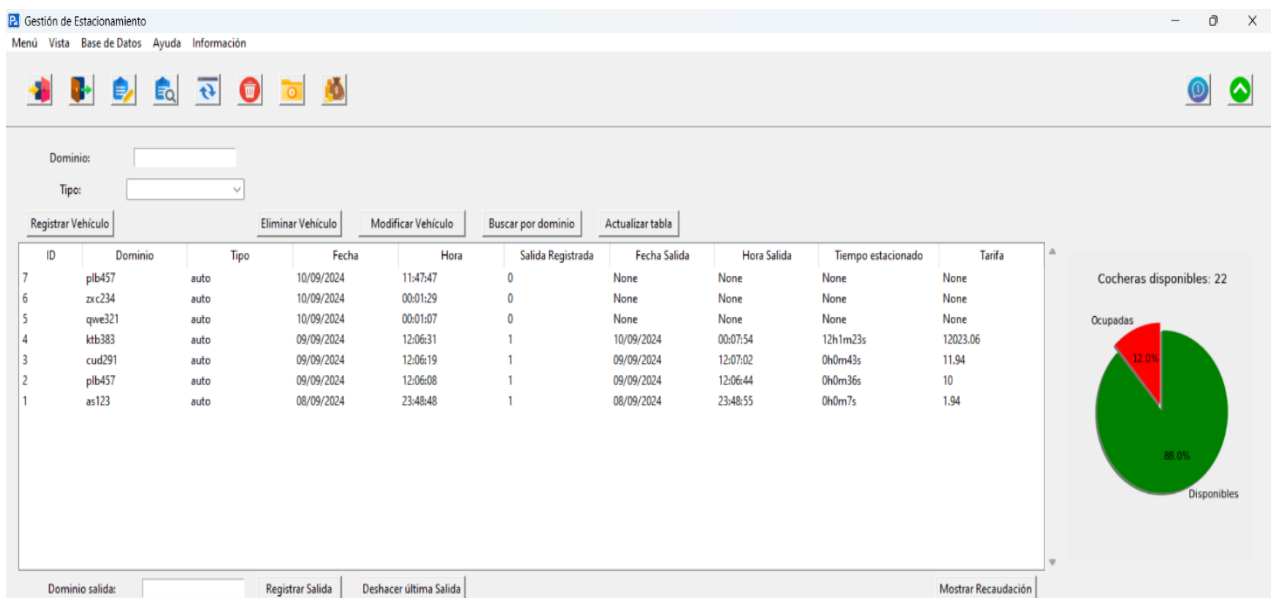 Gestión de Estacionamiento
Menú Vista Base de Datos Ayuda Información
Dominio:
Tipo:
Registrar Vehículo Eliminar Vehículo Modificar Vehículo Buscar por dominio Actualizar tabla
ID Dominio Tipo Fecha Hora Salida Registrada Fecha Salida Hora Salida Tiempo estacionado Tarifa
7 plb457 auto 10/09/2024 11:47:47 0 None None None None
6 zxc234 auto 10/09/2024 00:01:29 0 None None None None
5 qwe321 auto 10/09/2024 00:01:07 0 None None None None
4 ktb383 auto 09/09/2024 12:06:31 1 10/09/2024 00:07:54 12h1m23s 12023.06
3 cud291 auto 09/09/2024 12:06:19 1 09/09/2024 12:07:02 0h0m43s 11.94
2 plb457 auto 09/09/2024 12:06:08 1 09/09/2024 12:06:44 0h0m36s 10
1 as123 auto 08/09/2024 23:48:48 1 08/09/2024 23:48:55 0h0m7s 1.94
Cocheras disponibles: 22
Ocupadas
12.0%
88.0%
Disponibles
Dominio salida: Registrar Salida Deshacer última Salida Mostrar Recaudación